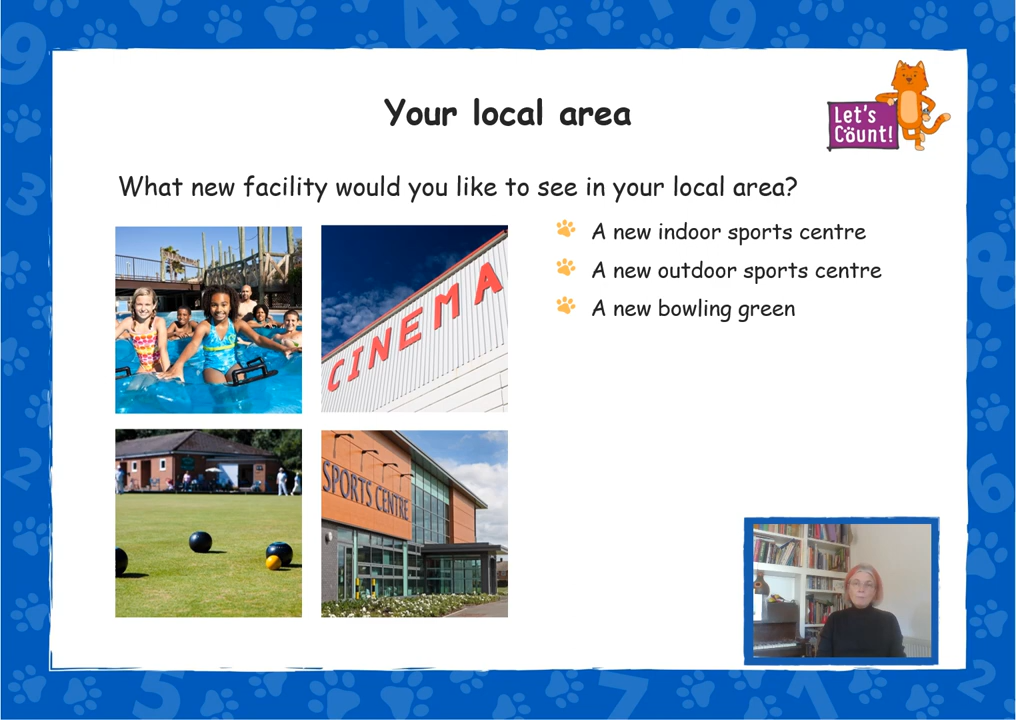 Your local area
Let's
Count!
What new facility would you like to see in your local area?
A new indoor sports centre
A new outdoor sports centre
A new bowling green
CINEMA
SPORTS CENTRE